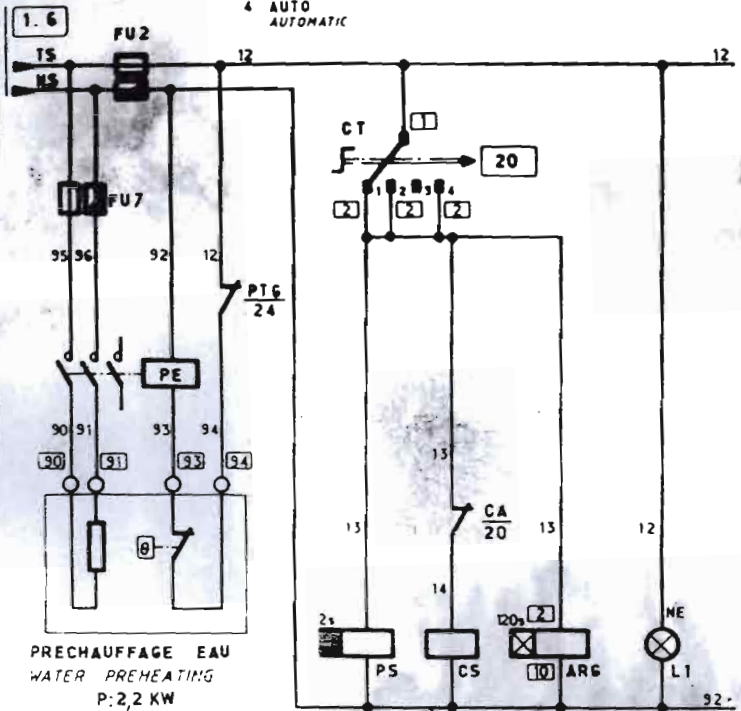 4 AUTO
AUTOMATIC
1.6
FU2
TS
12
12
NS
CT
1
20
1 2 3 4
FU7
2 2 2
95 96 92 12
PTG
24
PE
90 91 93 94
90 91 93 94
13
CA
20
θ
13 13 12
14
2s
120s
2
NE
PS CS 10 ARG L1
PRECHAUFFAGE EAU
WATER PREHEATING
P:2,2 KW
92